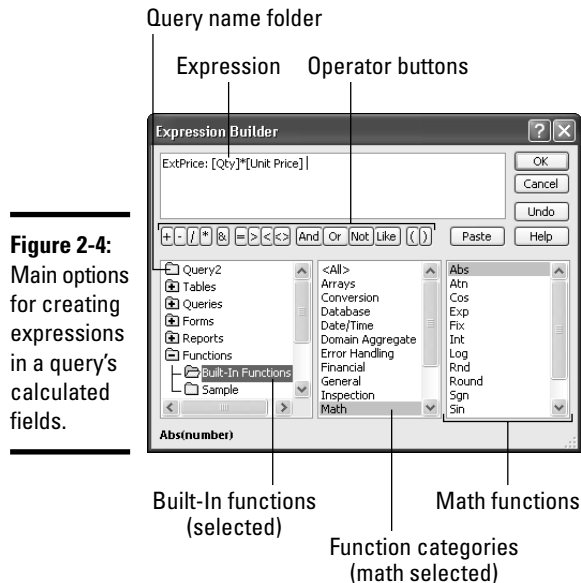 Query name folder
Expression
Operator buttons
Expression Builder
ExtPrice: [Qty]*[Unit Price]
OK
Cancel
Undo
+ - / * & = > < <> And Or Not Like ( )
Paste
Help
Figure 2-4:
Main options
for creating
expressions
in a query's
calculated
fields.
Query2
Tables
Queries
Forms
Reports
Functions
Built-In Functions
Sample
<All>
Arrays
Conversion
Database
Date/Time
Domain Aggregate
Error Handling
Financial
General
Inspection
Math
Abs
Atn
Cos
Exp
Fix
Int
Log
Rnd
Round
Sgn
Sin
Abs(number)
Built-In functions
(selected)
Math functions
Function categories
(math selected)